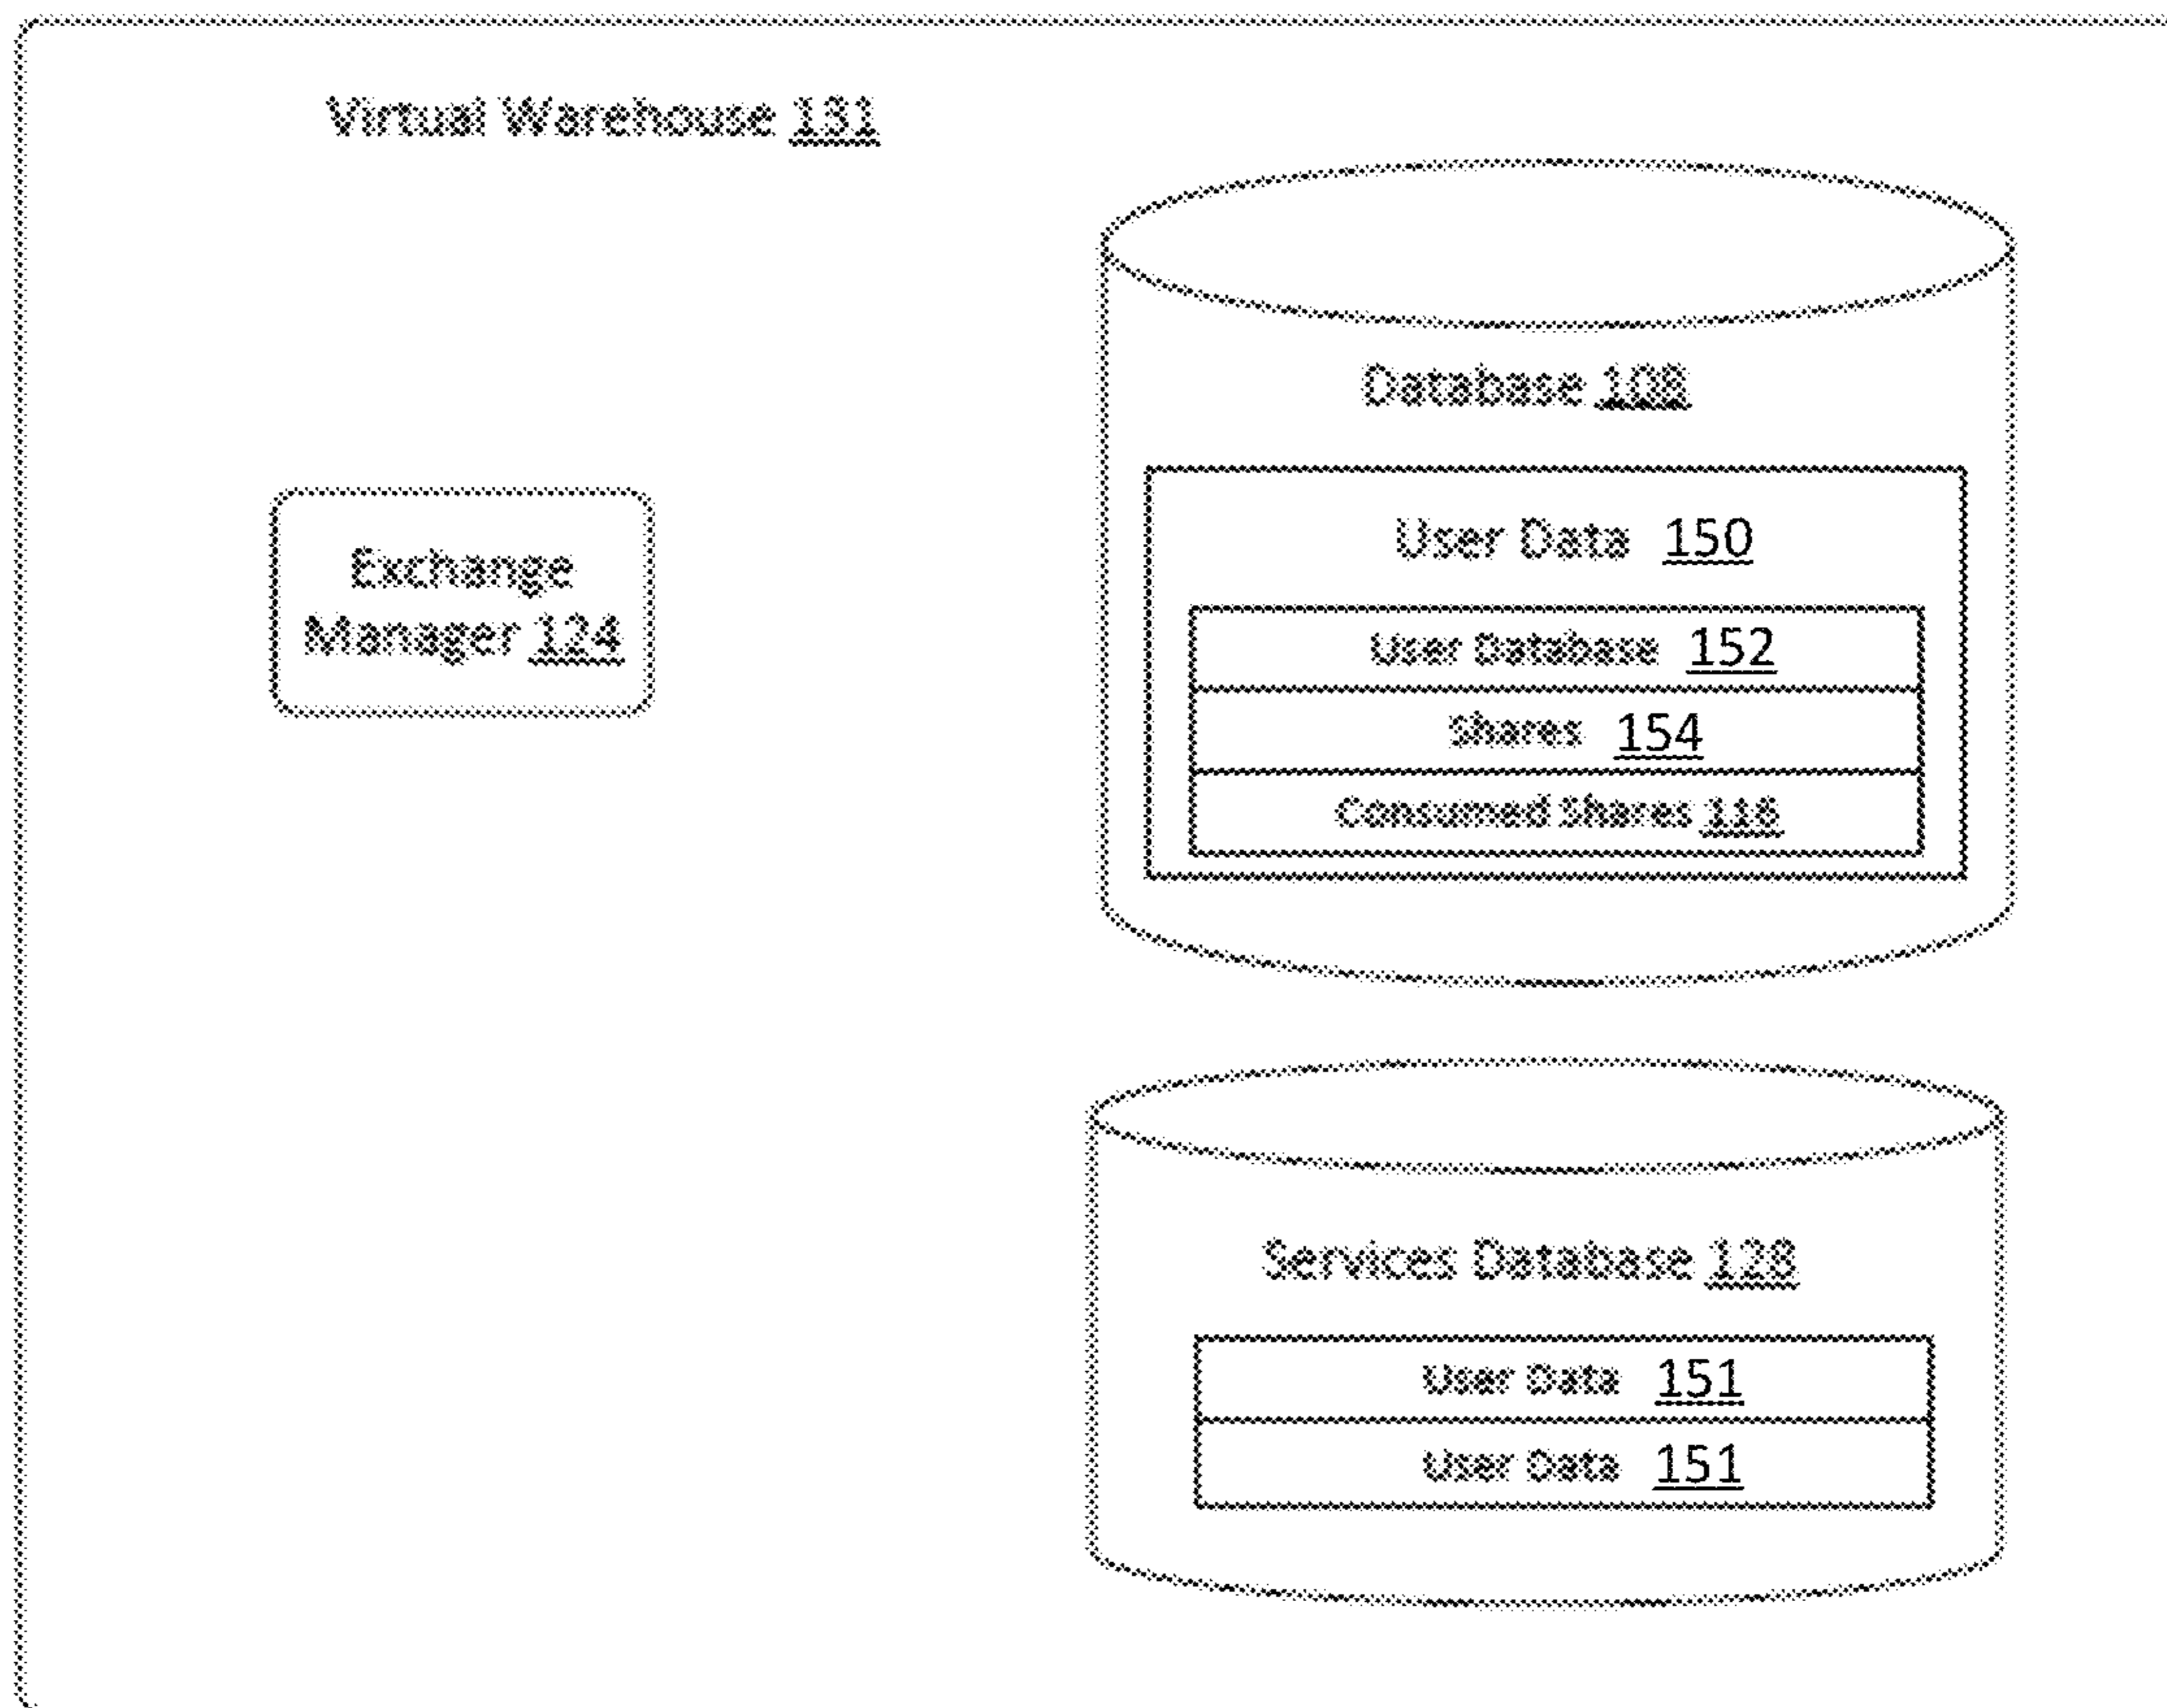 Virtual Warehouse 131
Database 108
Exchange
Manager 124
User Data 150
User Database 152
Shares 154
Consumed Shares
Services Database 128
User Data 151
User Data 151